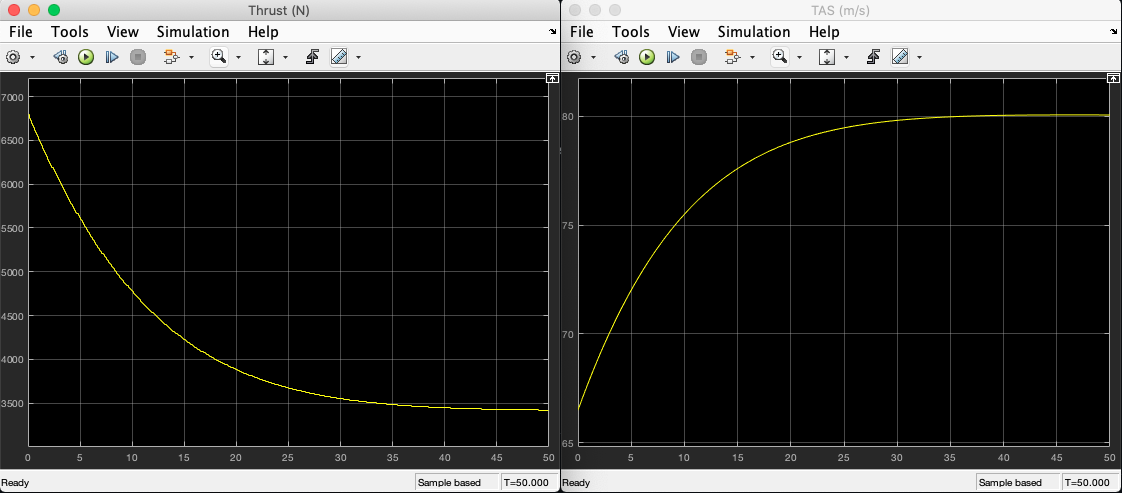 Thrust (N)
File Tools View Simulation Help
7000
6500
6000
5500
5000
4500
4000
3500
0 5 10 15 20 25 30 35 40 45 50
Ready Sample based T=50.000
TAS (m/s)
File Tools View Simulation Help
80
75
70
65
0 5 10 15 20 25 30 35 40 45 50
Ready Sample based T=50.000